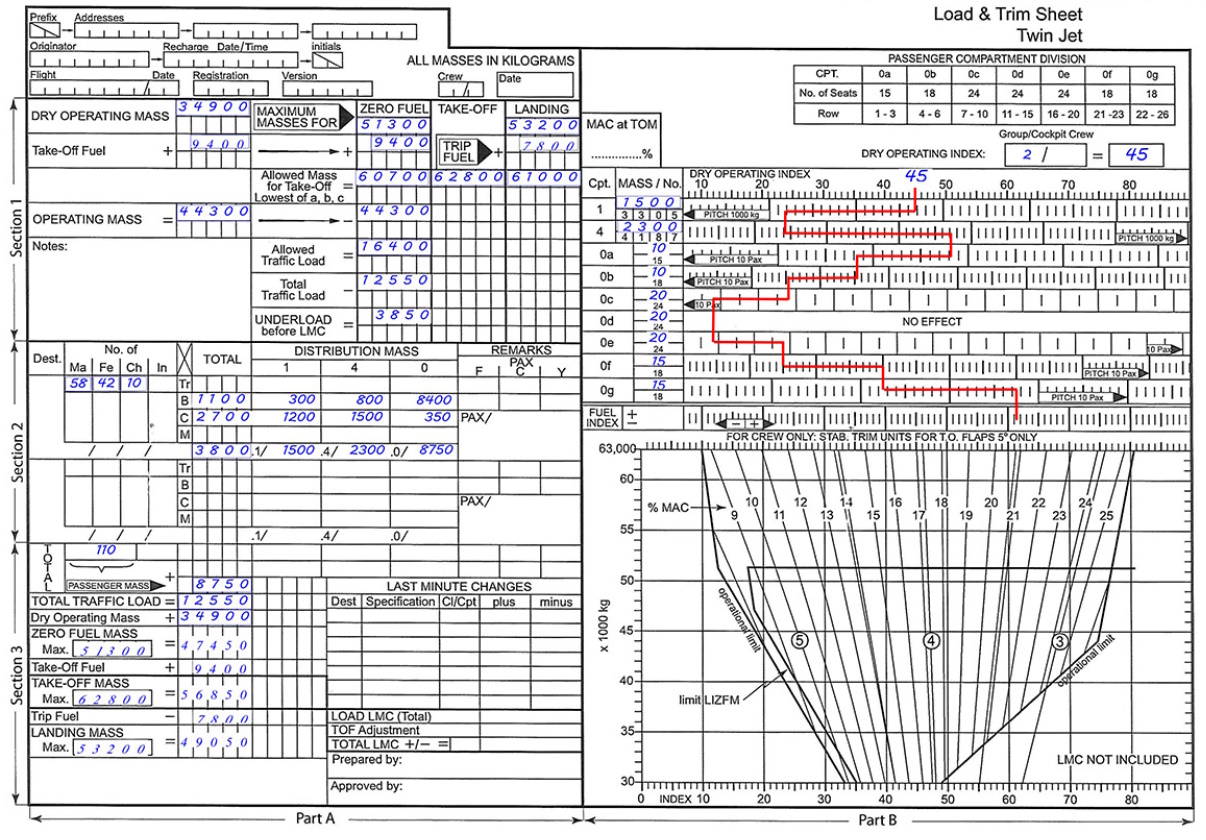 Load & Trim Sheet
Twin Jet
Prefix
Addresses
Originator
Recharge Date/Time
initials
ALL MASSES IN KILOGRAMS
Flight
Date
Registration
Version
Crew
Date
Section 1
DRY OPERATING MASS
34900
MAXIMUM MASSES FOR
ZERO FUEL
TAKE-OFF
LANDING
51300
53200
Take-Off Fuel
+
9400
+
9400
TRIP FUEL
+
7800
Allowed Mass for Take-Off Lowest of a, b, c
=
60700
62800
61000
OPERATING MASS
=
44300
−
44300
Notes:
Allowed Traffic Load
=
16400
Total Traffic Load
−
12550
UNDERLOAD before LMC
=
3850
Section 2
Dest.
No. of
Ma Fe Ch In
TOTAL
DISTRIBUTION MASS
1 4 0
REMARKS
PAX
F C Y
58 42 10
Tr
B 1100 300 800 8400
C 2700 1200 1500 350 PAX/
M
/ / / 3800 .1/ 1500 .4/ 2300 .0/ 8750
Tr
B
C PAX/
M
/ / / .1/ .4/ .0/
Section 3
TOTAL
110
PASSENGER MASS
+
8750
TOTAL TRAFFIC LOAD = 12550
Dry Operating Mass + 34900
ZERO FUEL MASS
Max. 51300 = 47450
Take-Off Fuel + 9400
TAKE-OFF MASS
Max. 62800 = 56850
Trip Fuel − 7800
LANDING MASS
Max. 53200 = 49050
LAST MINUTE CHANGES
Dest Specification Cl/Cpt plus minus
LOAD LMC (Total)
TOF Adjustment
TOTAL LMC +/− =
Prepared by:
Approved by:
Part A
PASSENGER COMPARTMENT DIVISION
CPT. 0a 0b 0c 0d 0e 0f 0g
No. of Seats 15 18 24 24 24 18 18
Row 1 - 3 4 - 6 7 - 10 11 - 15 16 - 20 21 -23 22 - 26
MAC at TOM
..............%
Group/Cockpit Crew
DRY OPERATING INDEX: 2 / = 45
Cpt. MASS / No.
DRY OPERATING INDEX
45
10 20 30 40 50 60 70 80
1 1500 3305 PITCH 1000 kg
4 2300 4187 PITCH 1000 kg
0a 10 15 PITCH 10 Pax
0b 10 18 PITCH 10 Pax
0c 20 24 10 Pax
0d 20 24 NO EFFECT
0e 20 24 10 Pax
0f 15 18 PITCH 10 Pax
0g 15 18 PITCH 10 Pax
FUEL INDEX + − − +
FOR CREW ONLY: STAB. TRIM UNITS FOR T.O. FLAPS 5° ONLY
63,000
60
55
50
45
40
35
30
x 1000 kg
% MAC
9 10 11 12 13 14 15 16 17 18 19 20 21 22 23 24 25
operational limit
5
4
3
operational limit
limit LIZFM
LMC NOT INCLUDED
0 INDEX 10 20 30 40 50 60 70 80
Part B